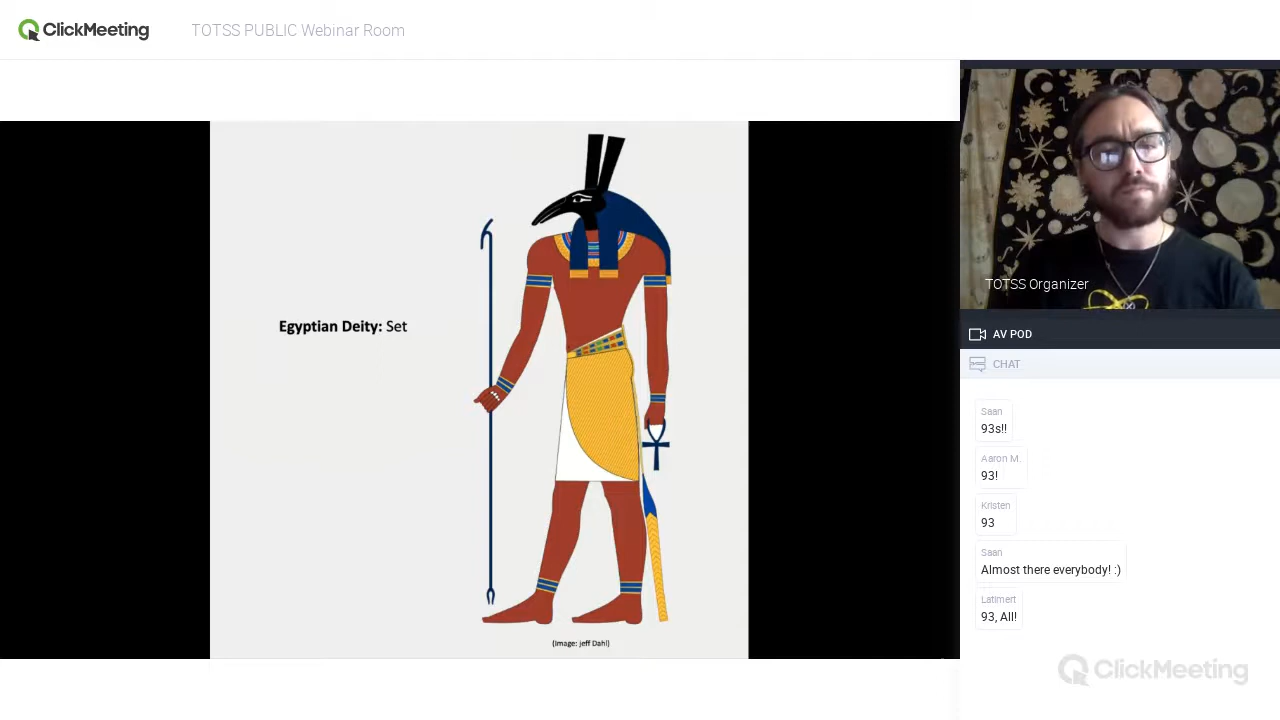 ClickMeeting
TOTSS PUBLIC Webinar Room
Egyptian Deity: Set
(Image: jeff Dahl)
TOTSS Organizer
AV POD
CHAT
Saan
93s!!
Aaron M.
93!
Kristen
93
Saan
Almost there everybody! :)
Latimert
93, All!
ClickMeeting